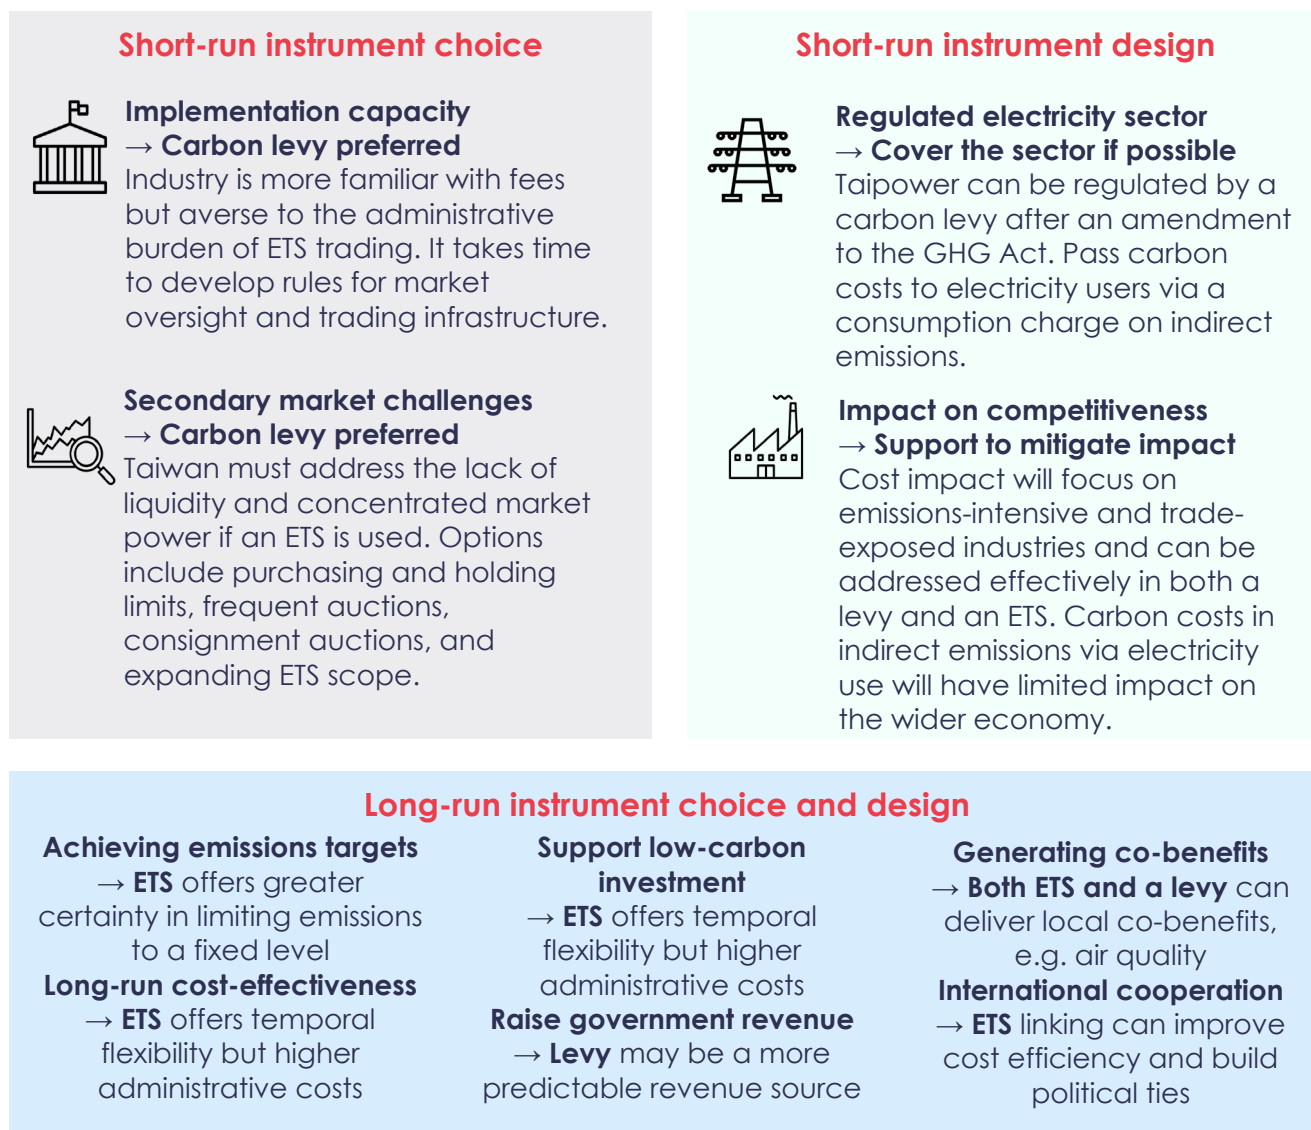 Short-run instrument choice
Implementation capacity
→ Carbon levy preferred
Industry is more familiar with fees
but averse to the administrative
burden of ETS trading. It takes time
to develop rules for market
oversight and trading infrastructure.
Secondary market challenges
→ Carbon levy preferred
Taiwan must address the lack of
liquidity and concentrated market
power if an ETS is used. Options
include purchasing and holding
limits, frequent auctions,
consignment auctions, and
expanding ETS scope.
Short-run instrument design
Regulated electricity sector
→ Cover the sector if possible
Taipower can be regulated by a
carbon levy after an amendment
to the GHG Act. Pass carbon
costs to electricity users via a
consumption charge on indirect
emissions.
Impact on competitiveness
→ Support to mitigate impact
Cost impact will focus on
emissions-intensive and trade-
exposed industries and can be
addressed effectively in both a
levy and an ETS. Carbon costs in
indirect emissions via electricity
use will have limited impact on
the wider economy.
Long-run instrument choice and design
Achieving emissions targets
→ ETS offers greater
certainty in limiting emissions
to a fixed level
Long-run cost-effectiveness
→ ETS offers temporal
flexibility but higher
administrative costs
Support low-carbon
investment
→ ETS offers temporal
flexibility but higher
administrative costs
Raise government revenue
→ Levy may be a more
predictable revenue source
Generating co-benefits
→ Both ETS and a levy can
deliver local co-benefits,
e.g. air quality
International cooperation
→ ETS linking can improve
cost efficiency and build
political ties